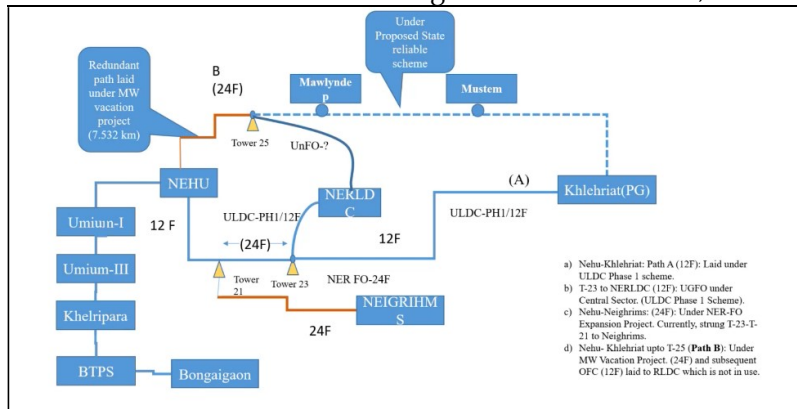 Under
Proposed State
reliable
scheme
Redundant
path laid
under MW
vacation
project
(7.532 km)
B
(24F)
Mawlynde
p
Mustem
Tower 25
UnFO-?
NEHU
NERLD
C
(A)
Khlehriat(PG)
ULDC-PH1/12F
ULDC-PH1/12F
12 F
(24F)
12F
Umium-I
Umium-III
Khelripara
BTPS
Bongaigaon
Tower
21
Tower 23
NER FO-24F
NEIGRIHM
S
24F
a) Nehu-Khlehriat: Path A (12F): Laid under
ULDC Phase 1 scheme.
b) T-23 to NERLDC (12F): UGFO under
Central Sector. (ULDC Phase 1 Scheme).
c) Nehu-Neighrims: (24F): Under NER-FO
Expansion Project. Currently, strung T-23-T-
21 to Neighrims.
d) Nehu- Khlehriat upto T-25 (Path B): Under
MW Vacation Project. (24F) and subsequent
OFC (12F) laid to RLDC which is not in use.